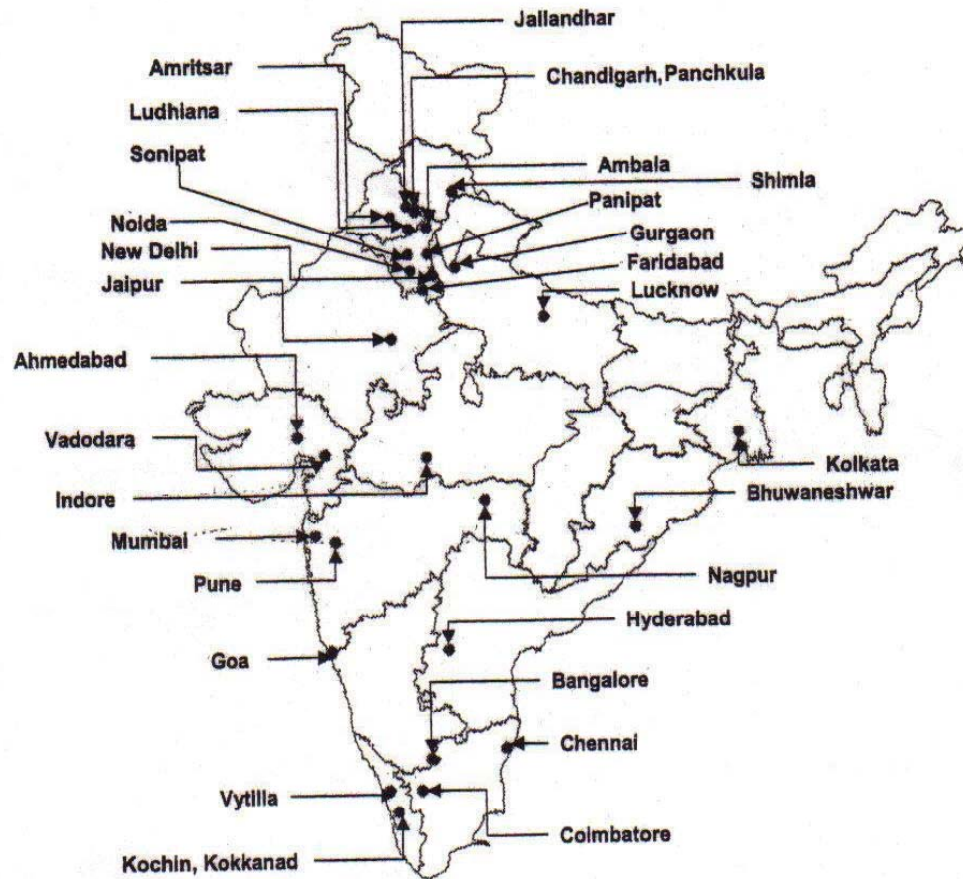 Jallandhar
Amritsar
Chandigarh, Panchkula
Ludhiana
Sonipat
Ambala
Shimla
Panipat
Noida
Gurgaon
New Delhi
Faridabad
Jaipur
Lucknow
Ahmedabad
Vadodara
Kolkata
Indore
Bhuwaneshwar
Mumbai
Pune
Nagpur
Hyderabad
Goa
Bangalore
Chennai
Vytilla
Coimbatore
Kochin, Kokkanad